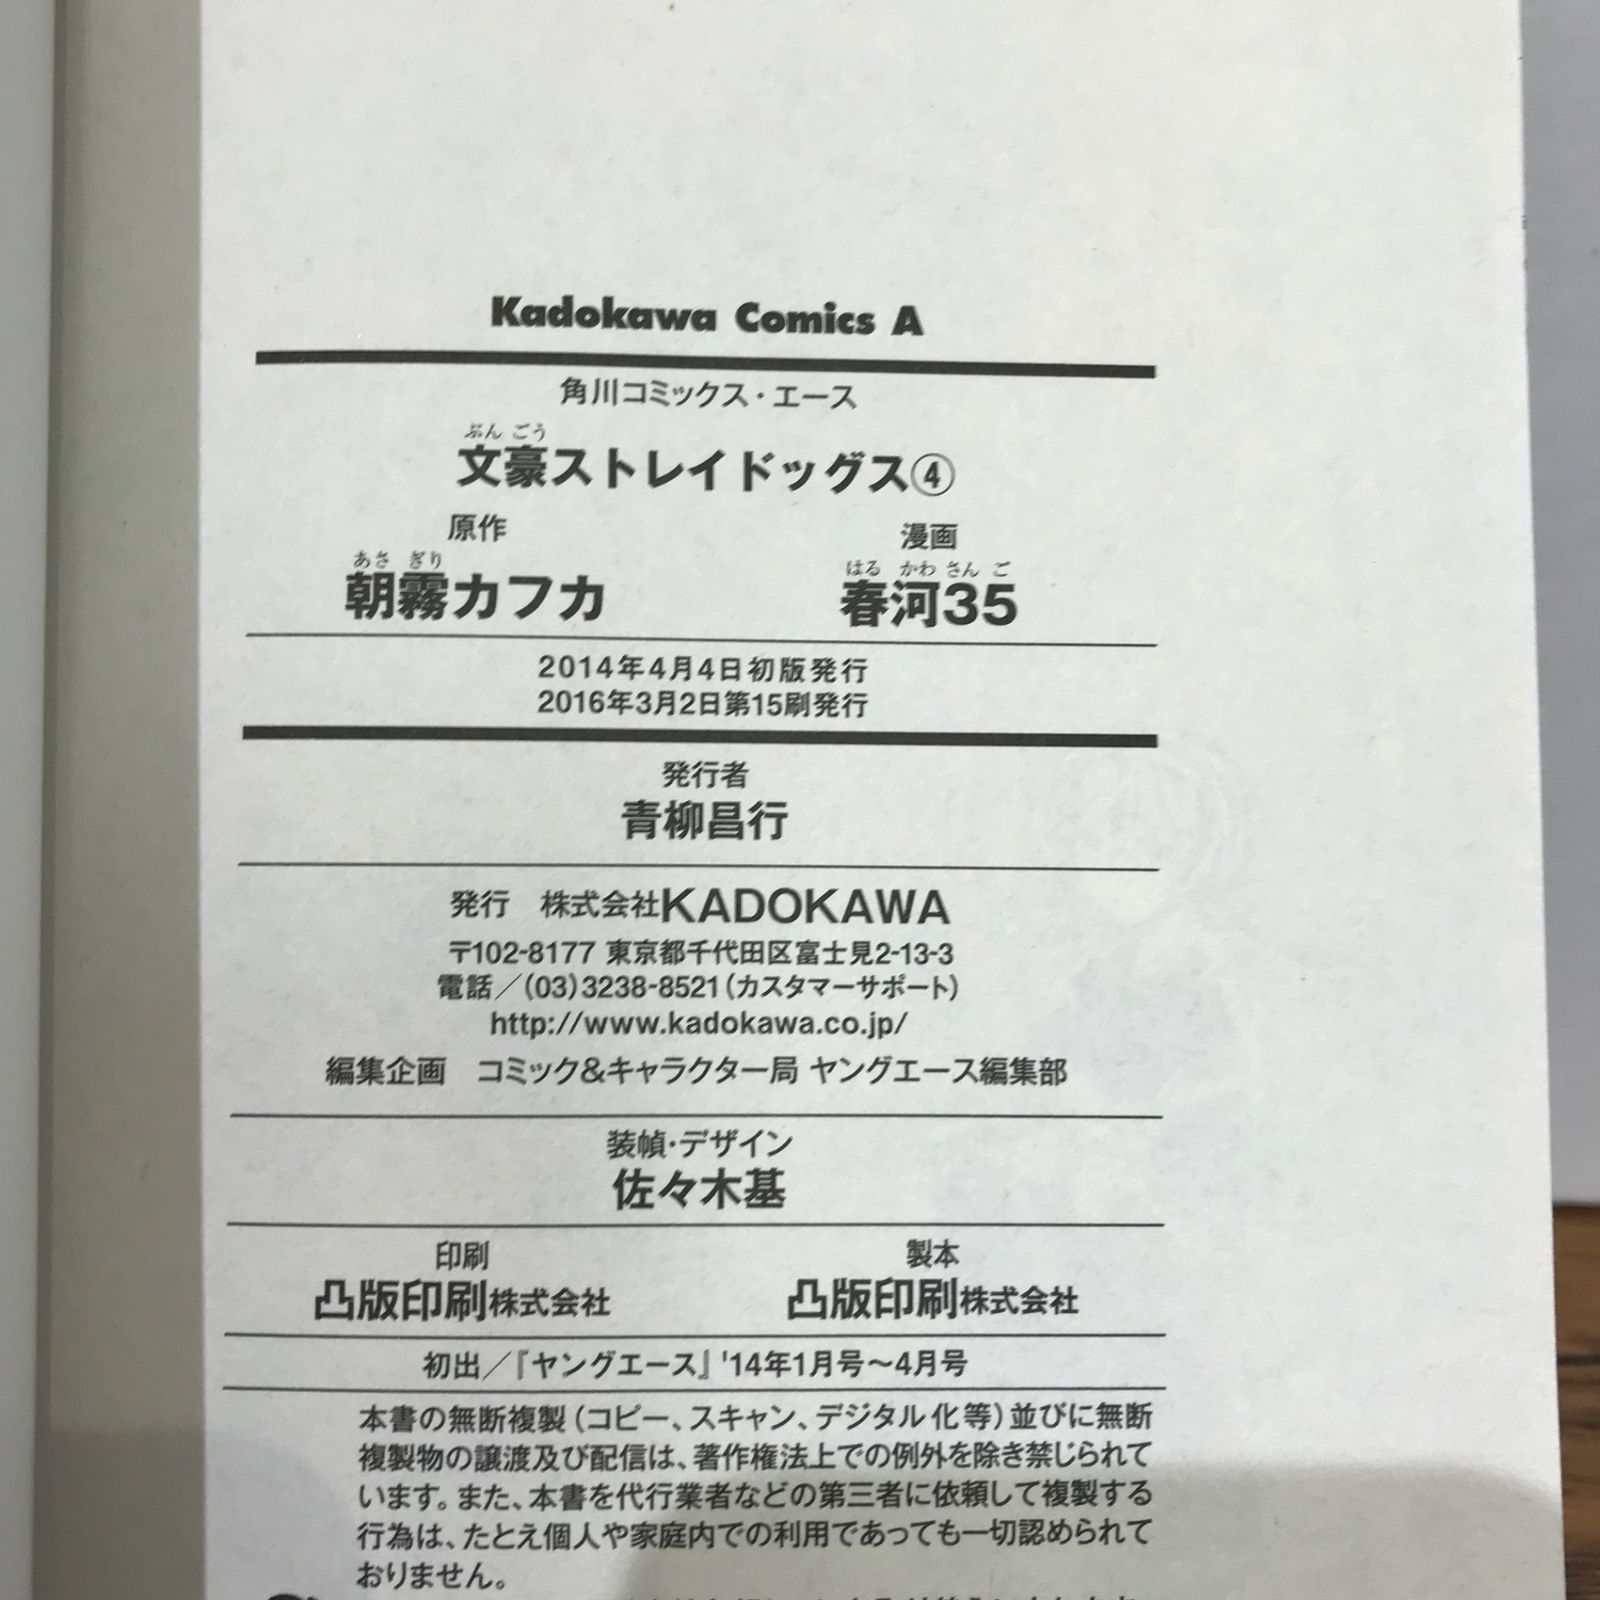 Kadokawa Comics A
角川コミックス・エース
ぶん ごう
文豪ストレイドッグス④
原作 漫画
あさ ぎり はる かわ さん ご
朝霧カフカ 春河35
2014年4月4日初版発行
2016年3月2日第15刷発行
発行者
青柳昌行
発行 株式会社KADOKAWA
〒102-8177 東京都千代田区富士見2-13-3
電話／(03)3238-8521(カスタマーサポート)
http://www.kadokawa.co.jp/
編集企画 コミック&キャラクター局 ヤングエース編集部
装幀・デザイン
佐々木基
印刷 製本
凸版印刷株式会社 凸版印刷株式会社
初出／『ヤングエース』'14年1月号～4月号
本書の無断複製(コピー、スキャン、デジタル化等)並びに無断
複製物の譲渡及び配信は、著作権法上での例外を除き禁じられて
います。また、本書を代行業者などの第三者に依頼して複製する
行為は、たとえ個人や家庭内での利用であっても一切認められて
おりません。